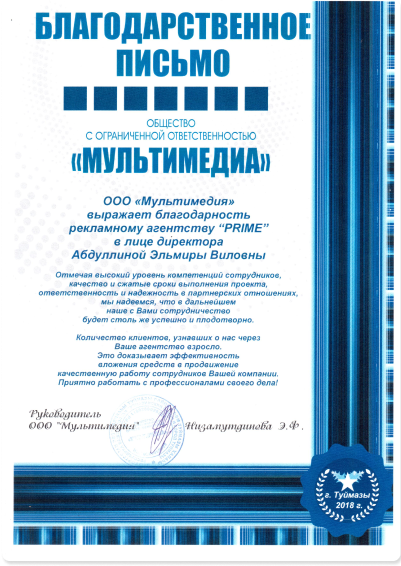 БЛАГОДАРСТВЕННОЕ
ПИСЬМО
ОБЩЕСТВО
С ОГРАНИЧЕННОЙ ОТВЕТСТВЕННОСТЬЮ
«МУЛЬТИМЕДИА»
ООО «Мультимедия»
выражает благодарность
рекламному агентству “PRIME”
в лице директора
Абдуллиной Эльмиры Виловны
Отмечая высокий уровень компетенций сотрудников,
качество и сжатые сроки выполнения проекта,
ответственность и надежность в партнерских отношениях,
мы надеемся, что в дальнейшем
наше с Вами сотрудничество
будет столь же успешно и плодотворно.
Количество клиентов, узнавших о нас через
Ваше агентство взросло.
Это доказывает эффективность
вложения средств в продвижение
качественную работу сотрудников Вашей компании.
Приятно работать с профессионалами своего дела!
Руководитель
ООО "Мультимедия" Низамутдинова Э.Ф.
г. Туймазы
2018 г.